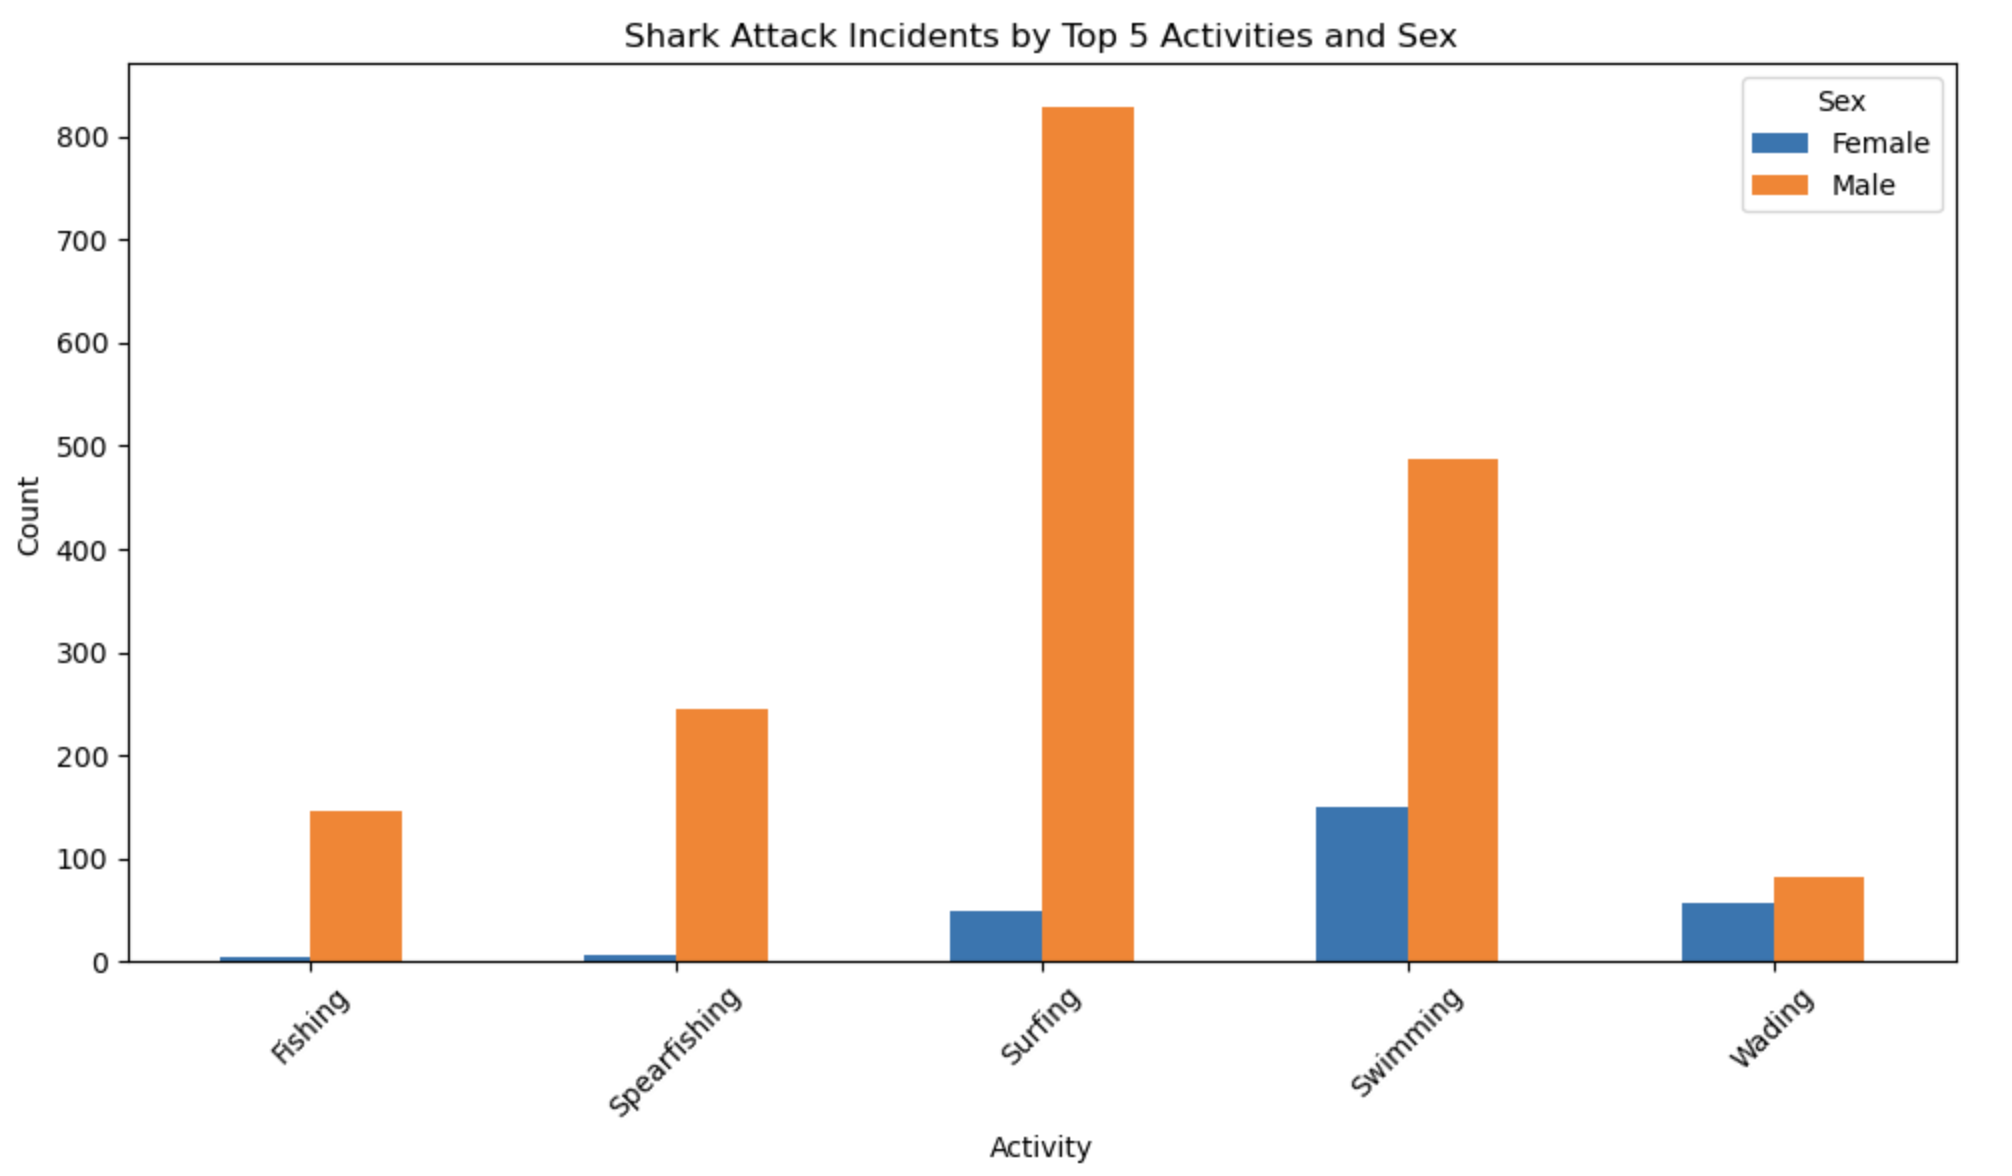 Shark Attack Incidents by Top 5 Activities and Sex
Sex
Female
Male
800
700
600
500
400
300
200
100
0
Count
Fishing
Spearfishing
Surfing
Swimming
Wading
Activity